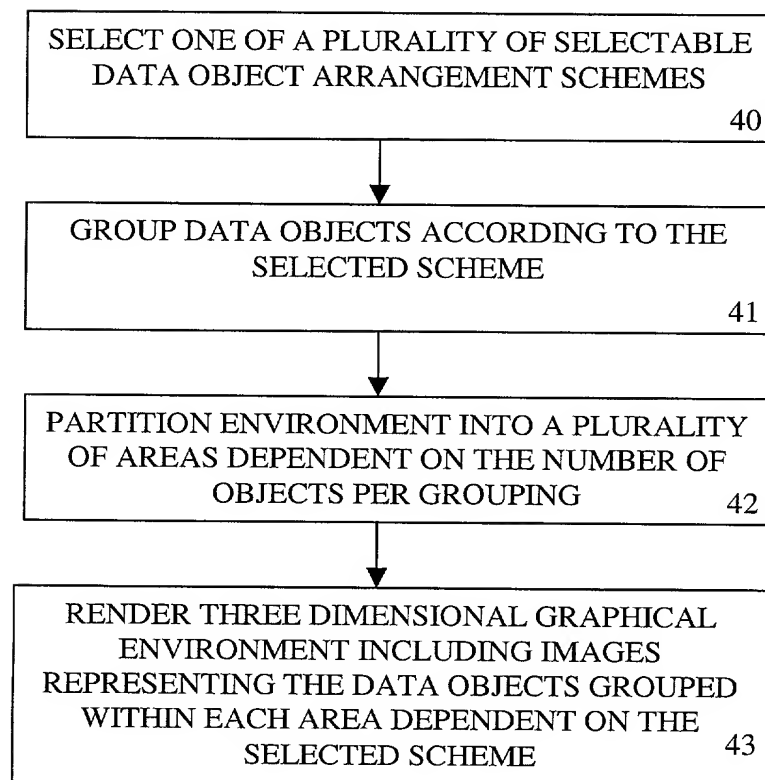 SELECT ONE OF A PLURALITY OF SELECTABLE
DATA OBJECT ARRANGEMENT SCHEMES
40
GROUP DATA OBJECTS ACCORDING TO THE
SELECTED SCHEME
41
PARTITION ENVIRONMENT INTO A PLURALITY
OF AREAS DEPENDENT ON THE NUMBER OF
OBJECTS PER GROUPING
42
RENDER THREE DIMENSIONAL GRAPHICAL
ENVIRONMENT INCLUDING IMAGES
REPRESENTING THE DATA OBJECTS GROUPED
WITHIN EACH AREA DEPENDENT ON THE
SELECTED SCHEME
43